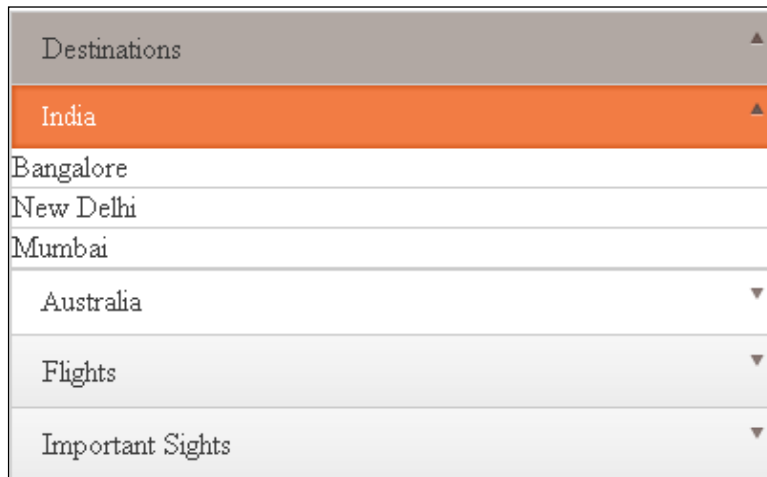 Destinations
India
Bangalore
New Delhi
Mumbai
Australia
Flights
Important Sights